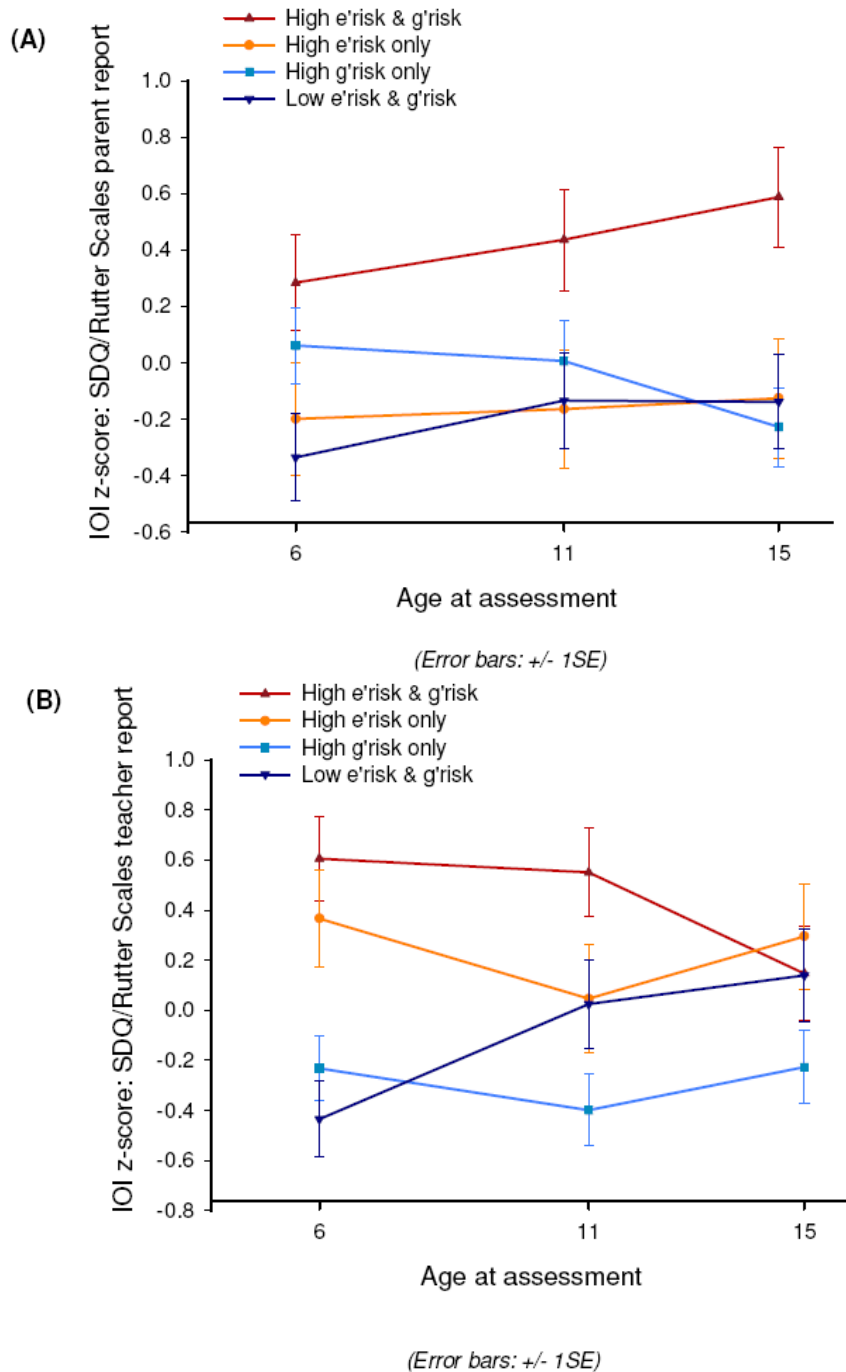 (A)
High e'risk & g'risk
High e'risk only
High g'risk only
Low e'risk & g'risk
IOI z-score: SDQ/Rutter Scales parent report
1.0
0.8
0.6
0.4
0.2
0.0
-0.2
-0.4
-0.6
6 11 15
Age at assessment
(Error bars: +/- 1SE)
(B)
High e'risk & g'risk
High e'risk only
High g'risk only
Low e'risk & g'risk
IOI z-score: SDQ/Rutter Scales teacher report
1.0
0.8
0.6
0.4
0.2
0.0
-0.2
-0.4
-0.6
-0.8
6 11 15
Age at assessment
(Error bars: +/- 1SE)